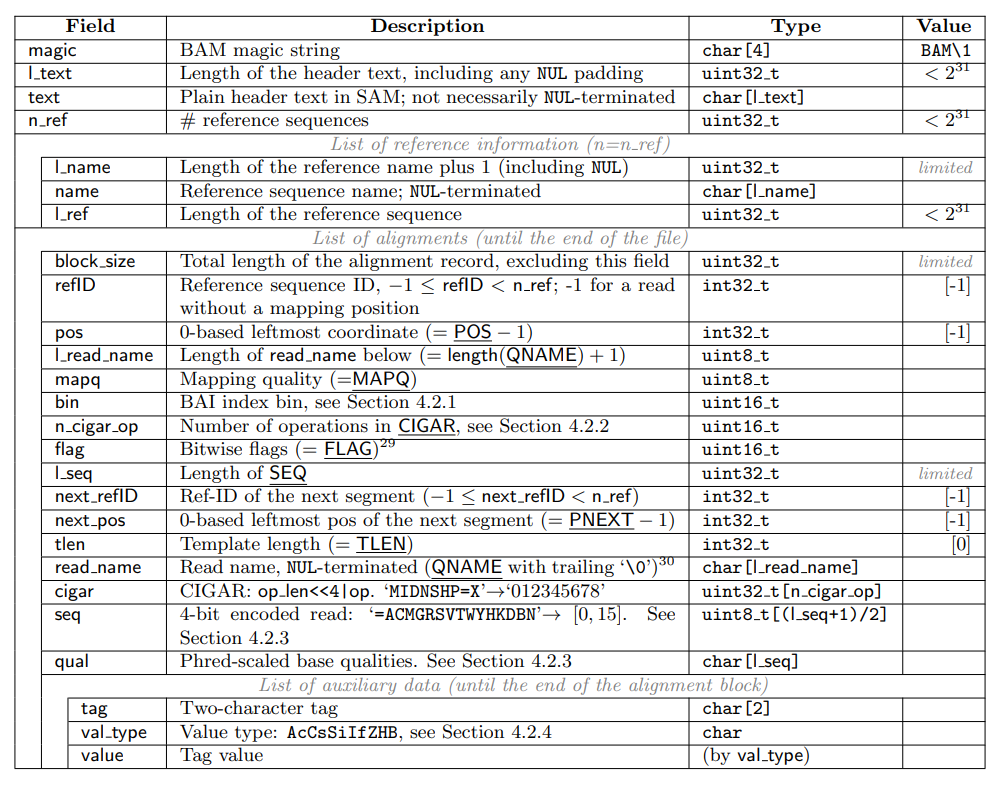 Field Description Type Value
magic BAM magic string char[4] BAM\1
l_text Length of the header text, including any NUL padding uint32_t < 2³¹
text Plain header text in SAM; not necessarily NUL-terminated char[l_text]
n_ref # reference sequences uint32_t < 2³¹
List of reference information (n=n_ref)
l_name Length of the reference name plus 1 (including NUL) uint32_t limited
name Reference sequence name; NUL-terminated char[l_name]
l_ref Length of the reference sequence uint32_t < 2³¹
List of alignments (until the end of the file)
block_size Total length of the alignment record, excluding this field uint32_t limited
refID Reference sequence ID, −1 ≤ refID < n_ref; -1 for a read int32_t [-1]
without a mapping position
pos 0-based leftmost coordinate (= POS − 1) int32_t [-1]
l_read_name Length of read_name below (= length(QNAME) + 1) uint8_t
mapq Mapping quality (=MAPQ) uint8_t
bin BAI index bin, see Section 4.2.1 uint16_t
n_cigar_op Number of operations in CIGAR, see Section 4.2.2 uint16_t
flag Bitwise flags (= FLAG)²⁹ uint16_t
l_seq Length of SEQ uint32_t limited
next_refID Ref-ID of the next segment (−1 ≤ next_refID < n_ref) int32_t [-1]
next_pos 0-based leftmost pos of the next segment (= PNEXT − 1) int32_t [-1]
tlen Template length (= TLEN) int32_t [0]
read_name Read name, NUL-terminated (QNAME with trailing ‘\0’)³⁰ char[l_read_name]
cigar CIGAR: op_len<<4|op. ‘MIDNSHP=X’→‘012345678’ uint32_t[n_cigar_op]
seq 4-bit encoded read: ‘=ACMGRSVTWYHKDBN’→ [0, 15]. See uint8_t[(l_seq+1)/2]
Section 4.2.3
qual Phred-scaled base qualities. See Section 4.2.3 char[l_seq]
List of auxiliary data (until the end of the alignment block)
tag Two-character tag char[2]
val_type Value type: AcCsSiIfZHB, see Section 4.2.4 char
value Tag value (by val_type)